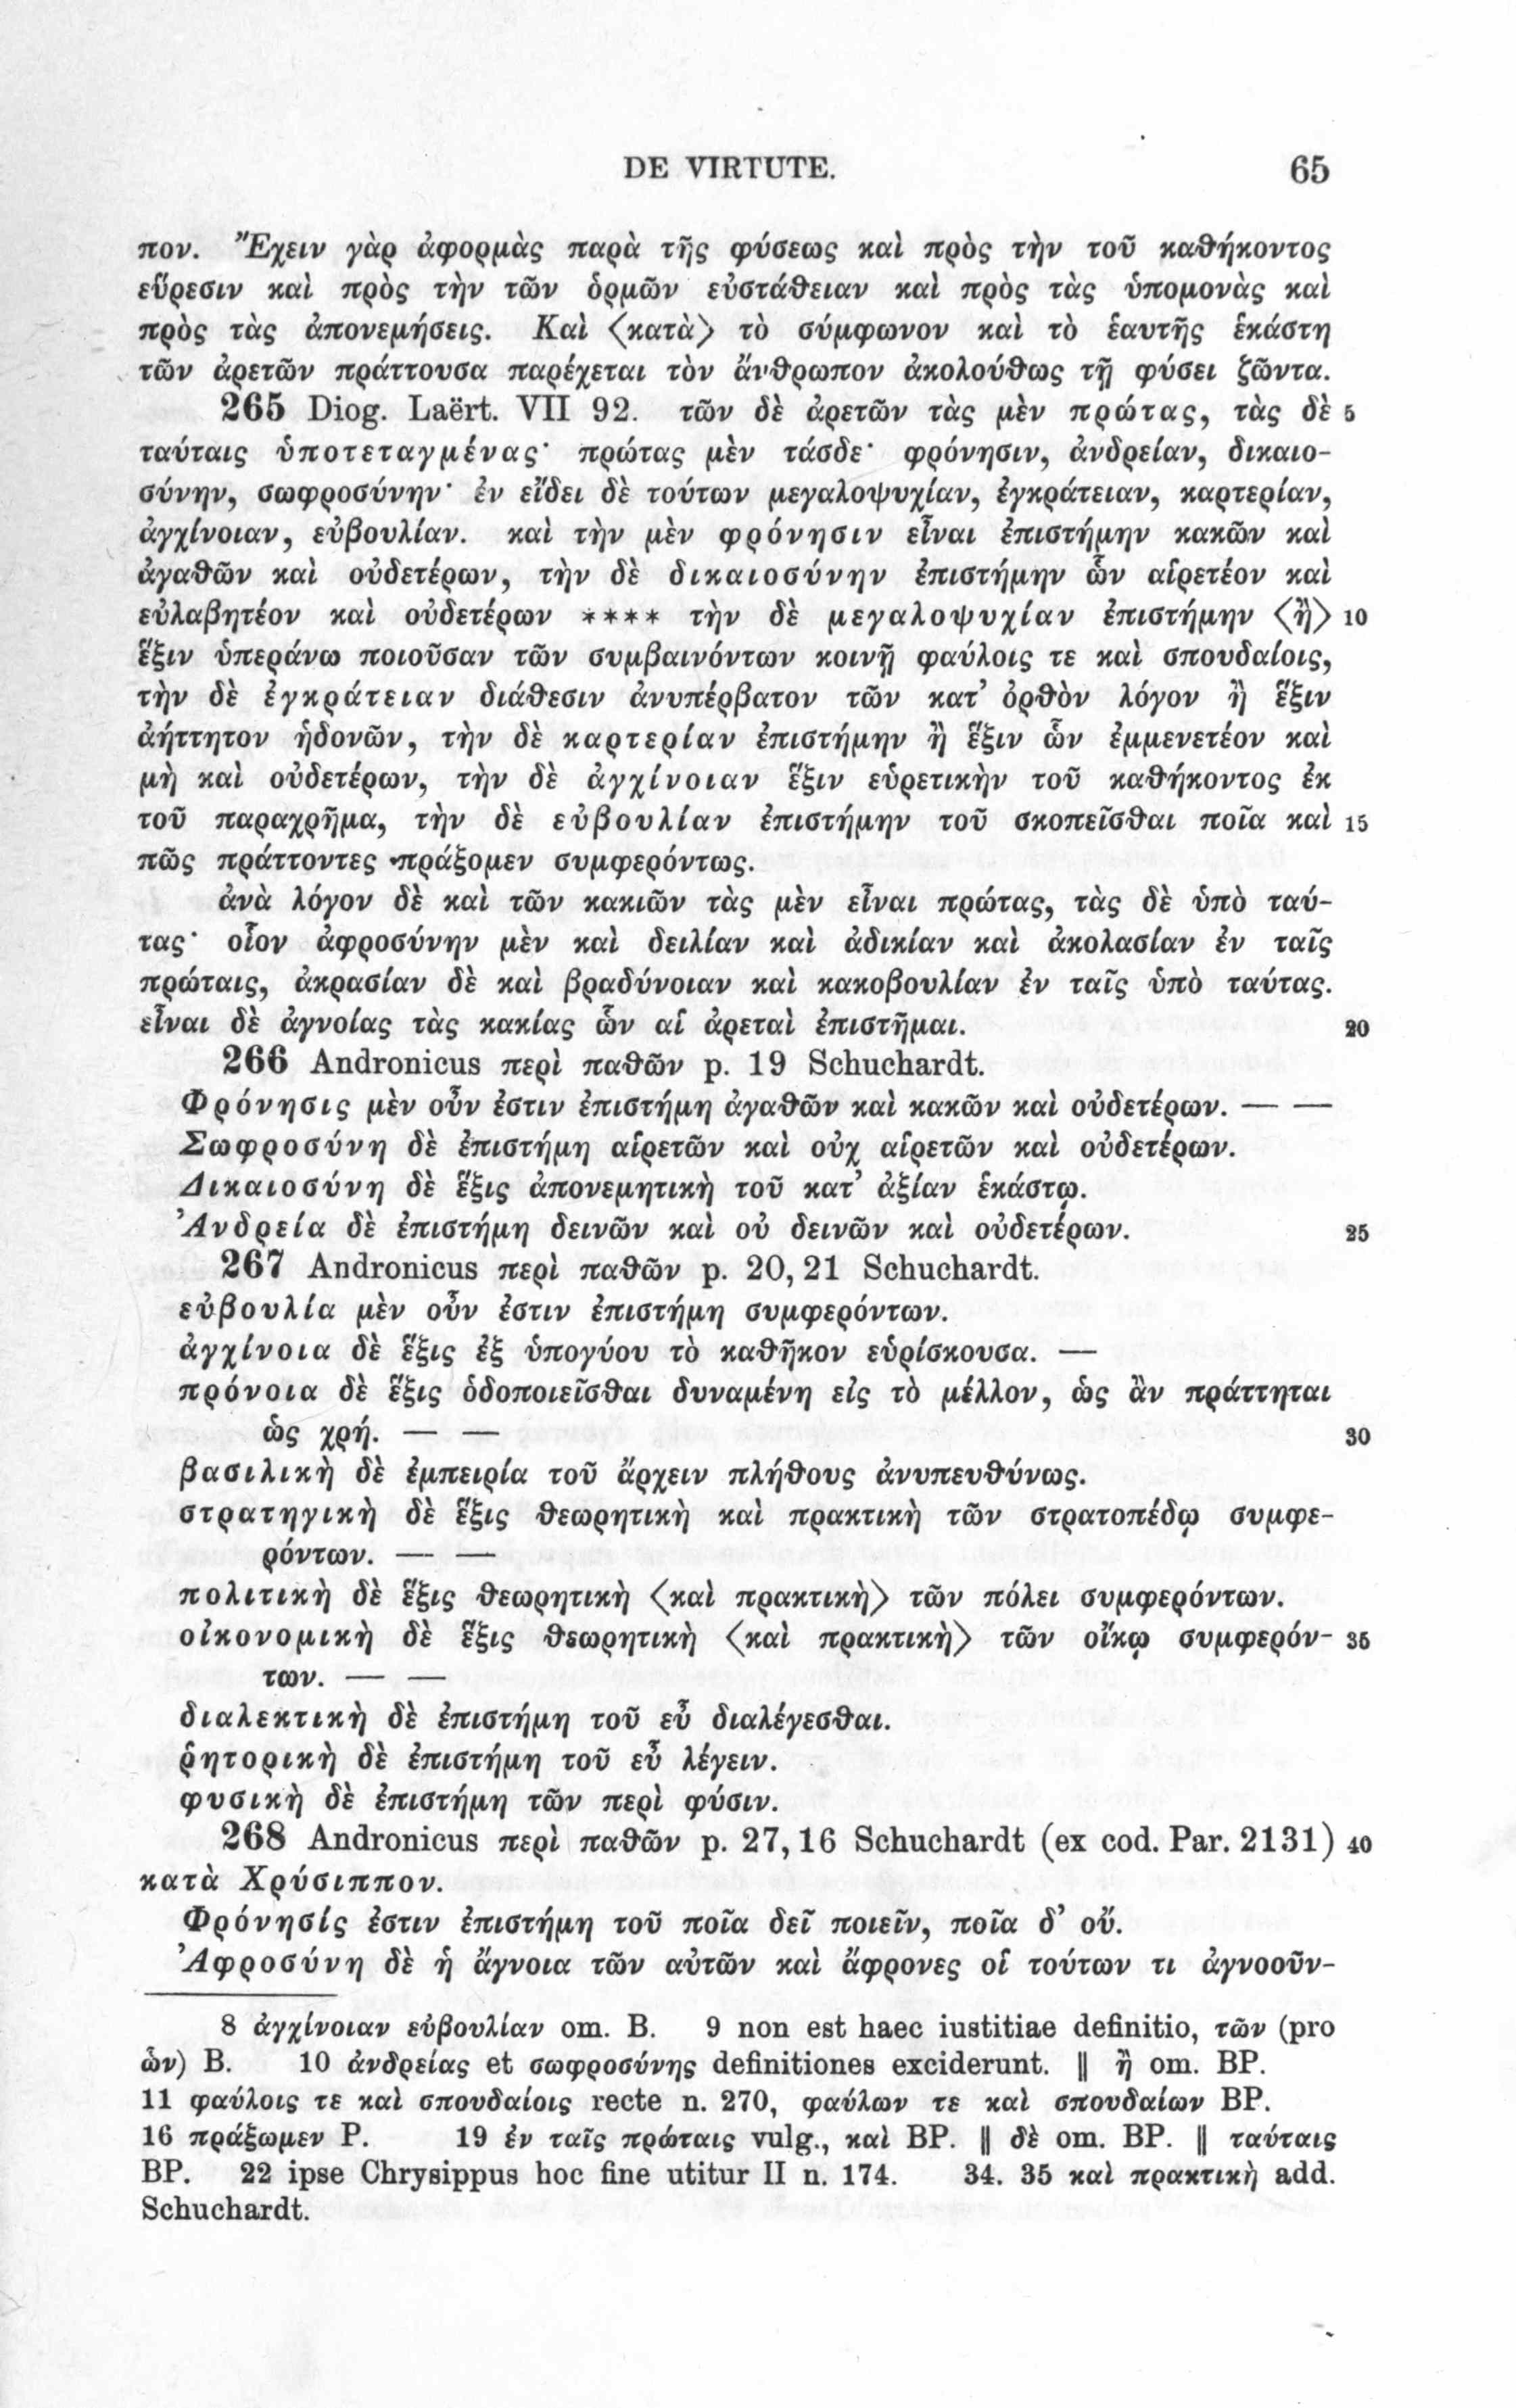 DE VIRTUTE. 65
πον. Ἔχειν γὰρ ἀφορμὰς παρὰ τῆς φύσεως καὶ πρὸς τὴν τοῦ καθήκοντος
εὕρεσιν καὶ πρὸς τὴν τῶν ὁρμῶν εὐστάθειαν καὶ πρὸς τὰς ὑπομονὰς καὶ
πρὸς τὰς ἀπονεμήσεις. Καὶ 〈κατὰ〉 τὸ σύμφωνον καὶ τὸ ἑαυτῆς ἑκάστη
τῶν ἀρετῶν πράττουσα παρέχεται τὸν ἄνθρωπον ἀκολούθως τῇ φύσει ζῶντα.
265 Diog. Laërt. VII 92. τῶν δὲ ἀρετῶν τὰς μὲν πρώτας, τὰς δὲ 5
ταύταις ὑποτεταγμένας· πρώτας μὲν τάσδε· φρόνησιν, ἀνδρείαν, δικαιο-
σύνην, σωφροσύνην· ἐν εἴδει δὲ τούτων μεγαλοψυχίαν, ἐγκράτειαν, καρτερίαν,
ἀγχίνοιαν, εὐβουλίαν. καὶ τὴν μὲν φρόνησιν εἶναι ἐπιστήμην κακῶν καὶ
ἀγαθῶν καὶ οὐδετέρων, τὴν δὲ δικαιοσύνην ἐπιστήμην ὧν αἱρετέον καὶ
εὐλαβητέον καὶ οὐδετέρων **** τὴν δὲ μεγαλοψυχίαν ἐπιστήμην 〈ἢ〉 10
ἕξιν ὑπεράνω ποιοῦσαν τῶν συμβαινόντων κοινῇ φαύλοις τε καὶ σπουδαίοις,
τὴν δὲ ἐγκράτειαν διάθεσιν ἀνυπέρβατον τῶν κατ’ ὀρθὸν λόγον ἢ ἕξιν
ἀήττητον ἡδονῶν, τὴν δὲ καρτερίαν ἐπιστήμην ἢ ἕξιν ὧν ἐμμενετέον καὶ
μὴ καὶ οὐδετέρων, τὴν δὲ ἀγχίνοιαν ἕξιν εὑρετικὴν τοῦ καθήκοντος ἐκ
τοῦ παραχρῆμα, τὴν δὲ εὐβουλίαν ἐπιστήμην τοῦ σκοπεῖσθαι ποῖα καὶ 15
πῶς πράττοντες πράξομεν συμφερόντως.
ἀνὰ λόγον δὲ καὶ τῶν κακιῶν τὰς μὲν εἶναι πρώτας, τὰς δὲ ὑπὸ ταύ-
τας· οἷον ἀφροσύνην μὲν καὶ δειλίαν καὶ ἀδικίαν καὶ ἀκολασίαν ἐν ταῖς
πρώταις, ἀκρασίαν δὲ καὶ βραδύνοιαν καὶ κακοβουλίαν ἐν ταῖς ὑπὸ ταύτας.
εἶναι δὲ ἀγνοίας τὰς κακίας ὧν αἱ ἀρεταὶ ἐπιστῆμαι. 20
266 Andronicus περὶ παθῶν p. 19 Schuchardt.
Φρόνησις μὲν οὖν ἐστιν ἐπιστήμη ἀγαθῶν καὶ κακῶν καὶ οὐδετέρων. — —
Σωφροσύνη δὲ ἐπιστήμη αἱρετῶν καὶ οὐχ αἱρετῶν καὶ οὐδετέρων.
Δικαιοσύνη δὲ ἕξις ἀπονεμητικὴ τοῦ κατ’ ἀξίαν ἑκάστῳ.
Ἀνδρεία δὲ ἐπιστήμη δεινῶν καὶ οὐ δεινῶν καὶ οὐδετέρων. 25
267 Andronicus περὶ παθῶν p. 20, 21 Schuchardt.
εὐβουλία μὲν οὖν ἐστιν ἐπιστήμη συμφερόντων.
ἀγχίνοια δὲ ἕξις ἐξ ὑπογύου τὸ καθῆκον εὑρίσκουσα. —
πρόνοια δὲ ἕξις ὁδοποιεῖσθαι δυναμένη εἰς τὸ μέλλον, ὡς ἂν πράττηται
ὡς χρή. — — 30
βασιλικὴ δὲ ἐμπειρία τοῦ ἄρχειν πλήθους ἀνυπευθύνως.
στρατηγικὴ δὲ ἕξις θεωρητικὴ καὶ πρακτικὴ τῶν στρατοπέδῳ συμφε-
ρόντων. — —
πολιτικὴ δὲ ἕξις θεωρητικὴ 〈καὶ πρακτικὴ〉 τῶν πόλει συμφερόντων.
οἰκονομικὴ δὲ ἕξις θεωρητικὴ 〈καὶ πρακτικὴ〉 τῶν οἴκῳ συμφερόν- 35
των. — —
διαλεκτικὴ δὲ ἐπιστήμη τοῦ εὖ διαλέγεσθαι.
ῥητορικὴ δὲ ἐπιστήμη τοῦ εὖ λέγειν.
φυσικὴ δὲ ἐπιστήμη τῶν περὶ φύσιν.
268 Andronicus περὶ παθῶν p. 27, 16 Schuchardt (ex cod. Par. 2131) 40
κατὰ Χρύσιππον.
Φρόνησίς ἐστιν ἐπιστήμη τοῦ ποῖα δεῖ ποιεῖν, ποῖα δ’ οὔ.
Ἀφροσύνη δὲ ἡ ἄγνοια τῶν αὐτῶν καὶ ἄφρονες οἱ τούτων τι ἀγνοοῦν-
8 ἀγχίνοιαν εὐβουλίαν om. B. 9 non est haec iustitiae definitio, τῶν (pro
ὧν) B. 10 ἀνδρείας et σωφροσύνης definitiones exciderunt. ‖ ἢ om. BP.
11 φαύλοις τε καὶ σπουδαίοις recte n. 270, φαύλων τε καὶ σπουδαίων BP.
16 πράξωμεν P. 19 ἐν ταῖς πρώταις vulg., καὶ BP. ‖ δὲ om. BP. ‖ ταύταις
BP. 22 ipse Chrysippus hoc fine utitur II n. 174. 34. 35 καὶ πρακτικὴ add.
Schuchardt.